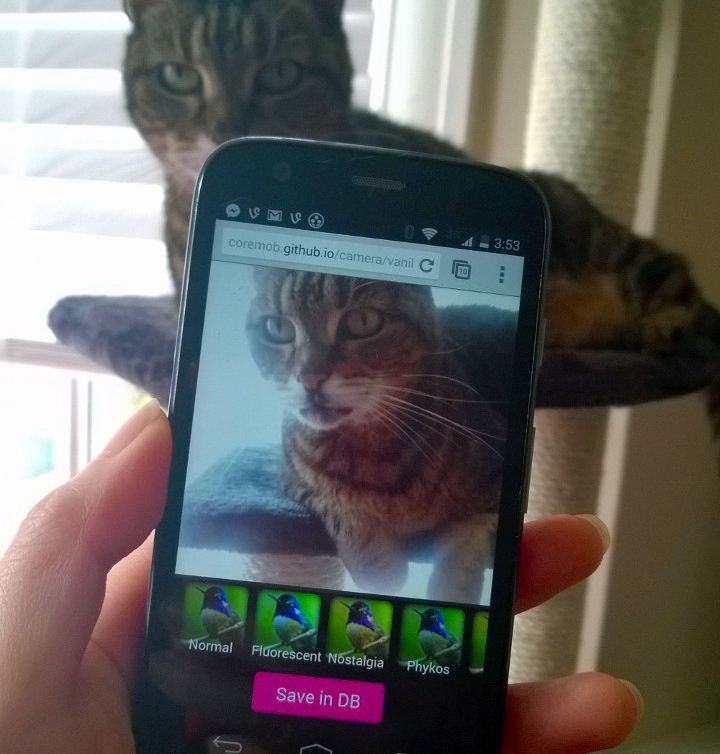 3:53
coremob.github.io/camera/vanil
10
Normal Fluorescent Nostalgia Phykos
Save in DB